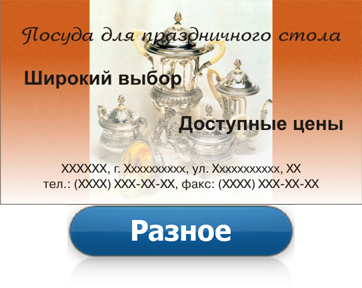 Посуда для праздничного стола
Широкий выбор
Доступные цены
XXXXXX, г. Xxxxxxxxxx, ул. Xxxxxxxxxxx, XX
тел.: (XXXX) XXX-XX-XX, факс: (XXXX) XXX-XX-XX
Разное